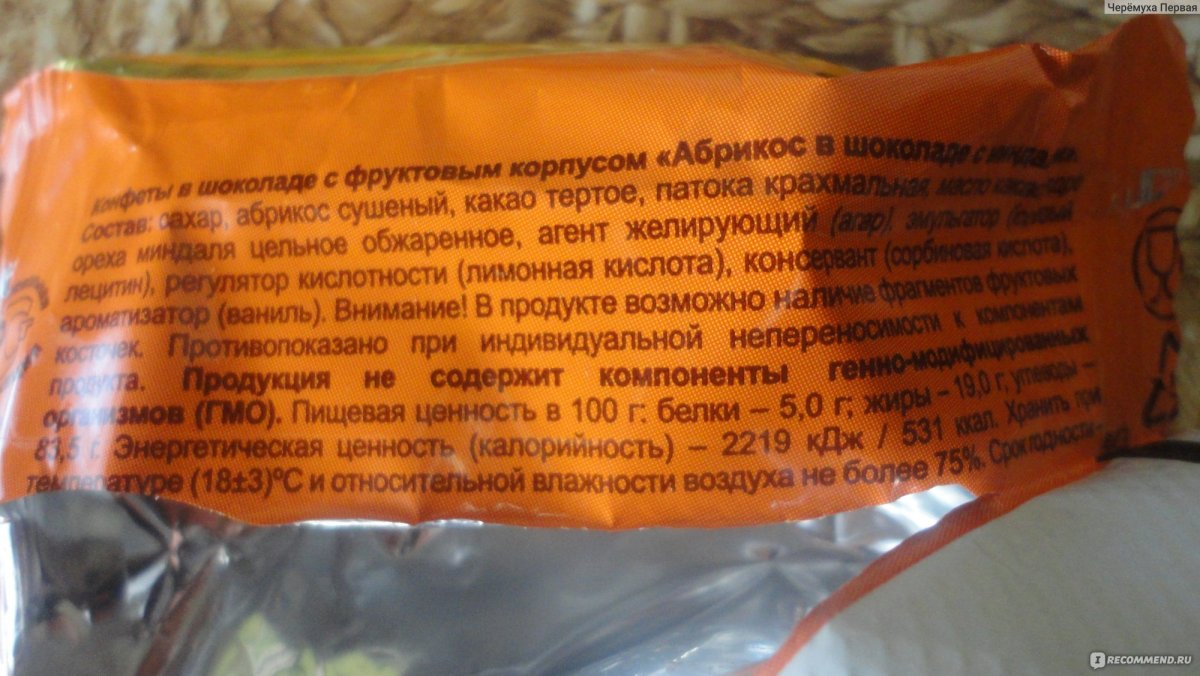 Черёмуха Первая
Конфеты в шоколаде с фруктовым корпусом «Абрикос в шоколаде с
Состав: сахар, абрикос сушеный, какао тертое, патока крахмальная, масло какао, ядро
ореха миндаля цельное обжаренное, агент желирующий (агар), эмульгатор (соевый
лецитин), регулятор кислотности (лимонная кислота), консервант (сорбиновая кислота),
ароматизатор (ваниль). Внимание! В продукте возможно наличие фрагментов фруктовых
косточек. Противопоказано при индивидуальной непереносимости к компонентам
продукта. Продукция не содержит компоненты генно-модифицированных
организмов (ГМО). Пищевая ценность в 100 г: белки – 5,0 г; жиры – 19,0 г; углеводы –
83,5 г. Энергетическая ценность (калорийность) – 2219 кДж / 531 ккал. Хранить при
температуре (18±3)°С и относительной влажности воздуха не более 75%. Срок годности -
RECOMMEND.RU